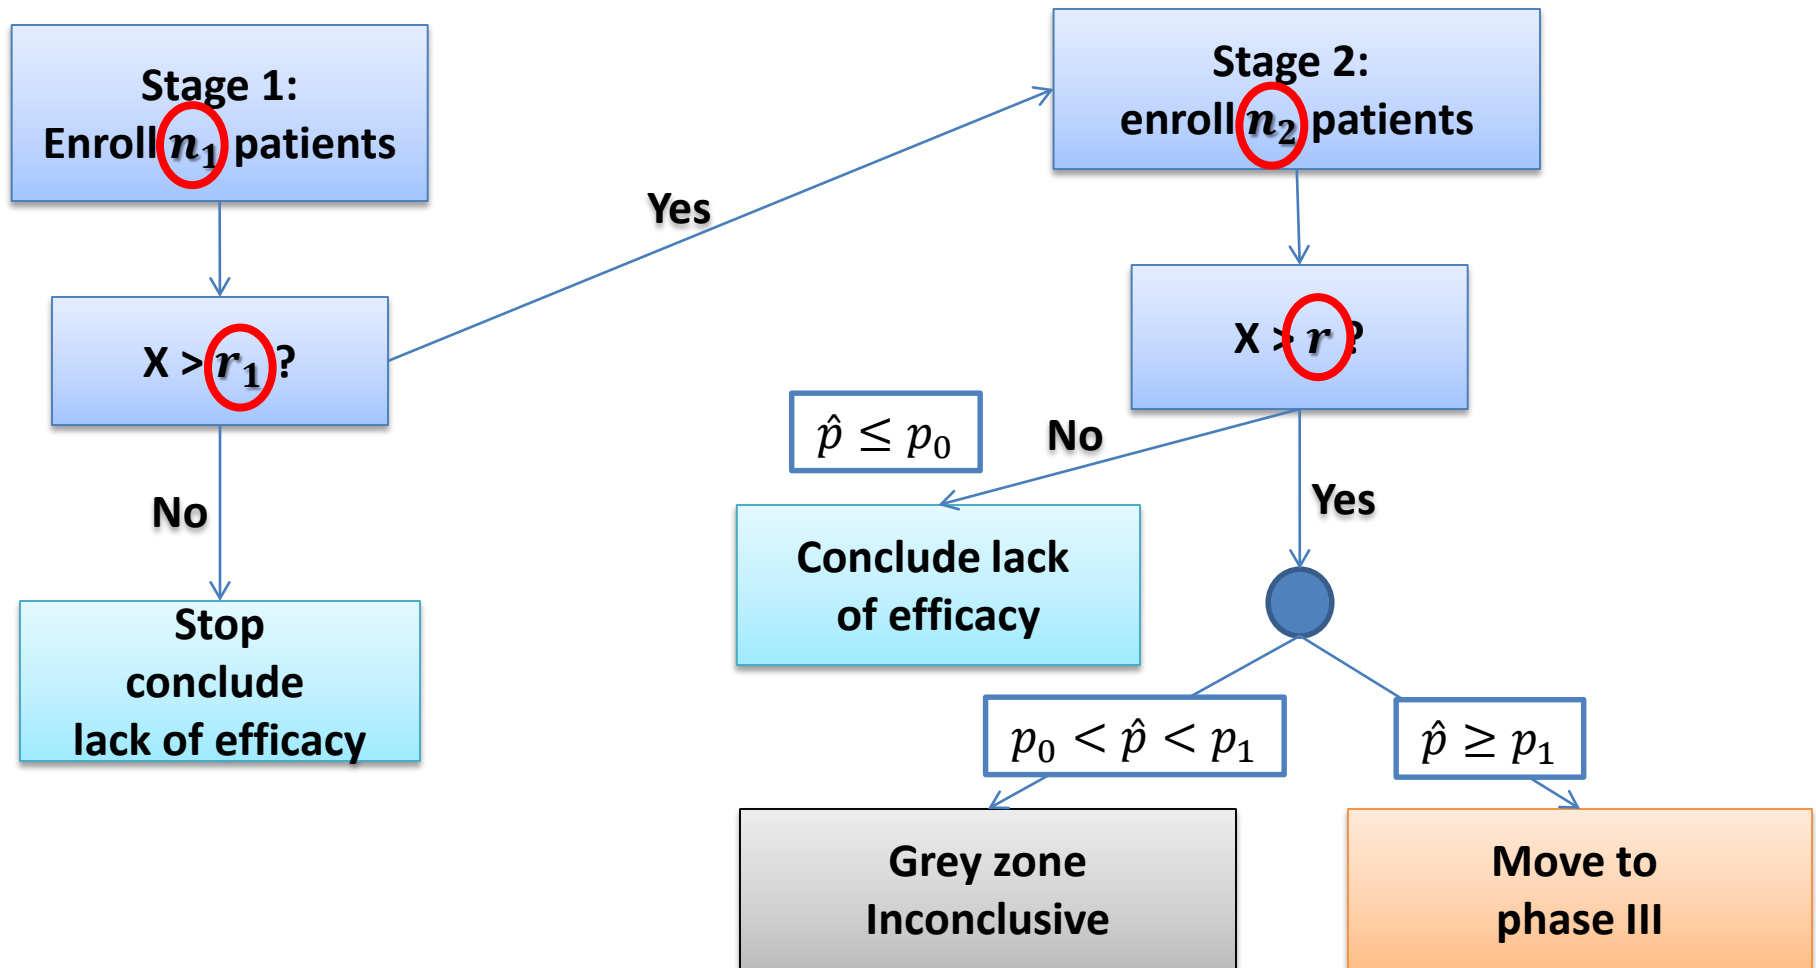 Stage 1:
Enroll n₁ patients
X > r₁ ?
No
Stop
conclude
lack of efficacy
Yes
Stage 2:
enroll n₂ patients
X > r ?
No
p̂ ≤ p₀
Conclude lack
of efficacy
Yes
p₀ < p̂ < p₁
Grey zone
Inconclusive
p̂ ≥ p₁
Move to
phase III